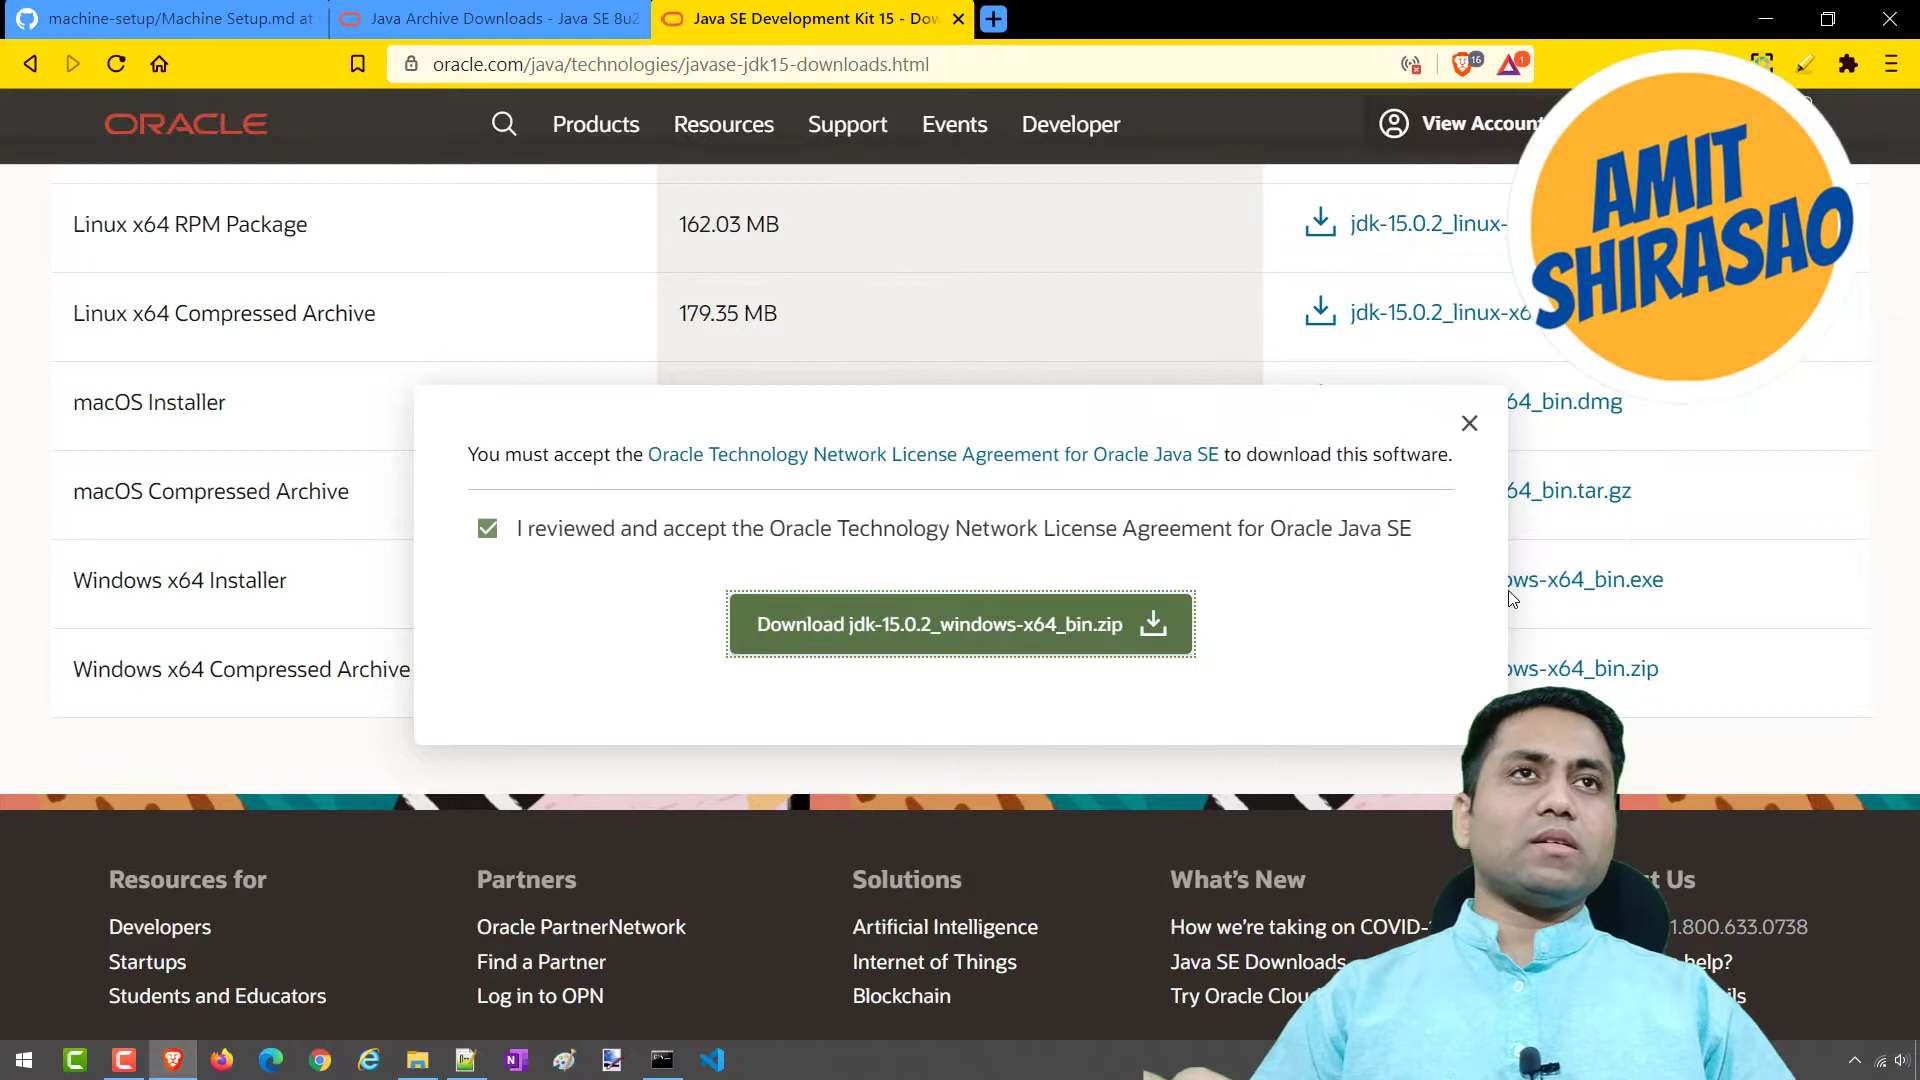 machine-setup/Machine Setup.md at
Java Archive Downloads - Java SE 8u2
Java SE Development Kit 15 - Dow
oracle.com/java/technologies/javase-jdk15-downloads.html
16
1
ORACLE
Products
Resources
Support
Events
Developer
View Account
AMIT
SHIRASAO
Linux x64 RPM Package
162.03 MB
jdk-15.0.2_linux-
Linux x64 Compressed Archive
179.35 MB
jdk-15.0.2_linux-x6
macOS Installer
64_bin.dmg
You must accept the Oracle Technology Network License Agreement for Oracle Java SE to download this software.
macOS Compressed Archive
64_bin.tar.gz
I reviewed and accept the Oracle Technology Network License Agreement for Oracle Java SE
Windows x64 Installer
ows-x64_bin.exe
Download jdk-15.0.2_windows-x64_bin.zip
Windows x64 Compressed Archive
ows-x64_bin.zip
Resources for
Developers
Startups
Students and Educators
Partners
Oracle PartnerNetwork
Find a Partner
Log in to OPN
Solutions
Artificial Intelligence
Internet of Things
Blockchain
What's New
How we're taking on COVID-
Java SE Downloads
Try Oracle Clou
t Us
1.800.633.0738
help?
ils